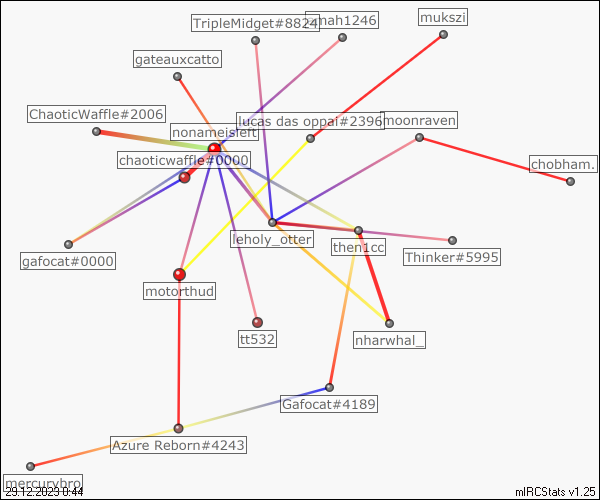 TripleMidget#8824
mah1246
mukszi
gateauxcatto
ChaoticWaffle#2006
lucas das oppai#2396
moonraven
nonameisleft
chaoticwaffle#0000
chobham.
leholy_otter
then1cc
gafocat#0000
Thinker#5995
motorthud
tt532
nharwhal_
Gafocat#4189
Azure Reborn#4243
mercurybro
29.12.2023 0:44
mIRCStats v1.25